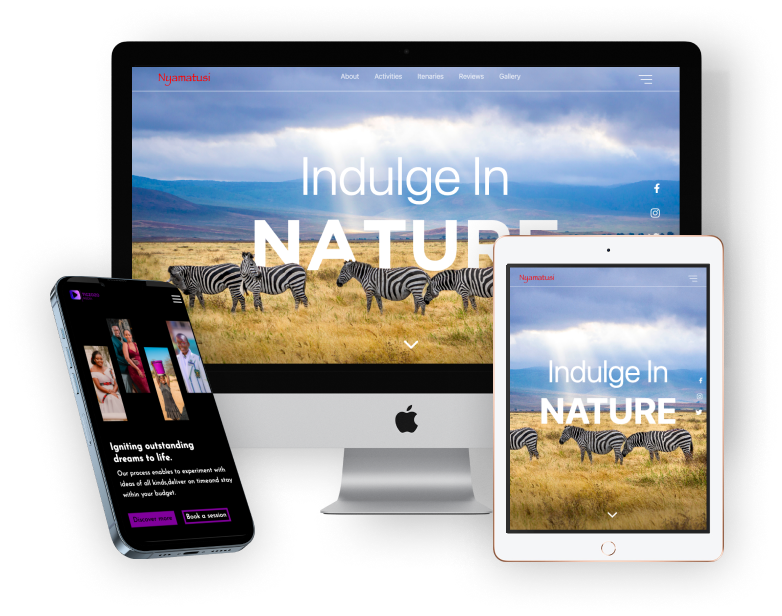 Nyamatusi
About Activities Itenaries Reviews Gallery
Indulge In
NATURE
Igniting outstanding
dreams to life.
Our process enables to experiment with
ideas of all kinds,deliver on timeand stay
within your budget.
Discover more Book a session
Nyamatusi
Indulge In
NATURE